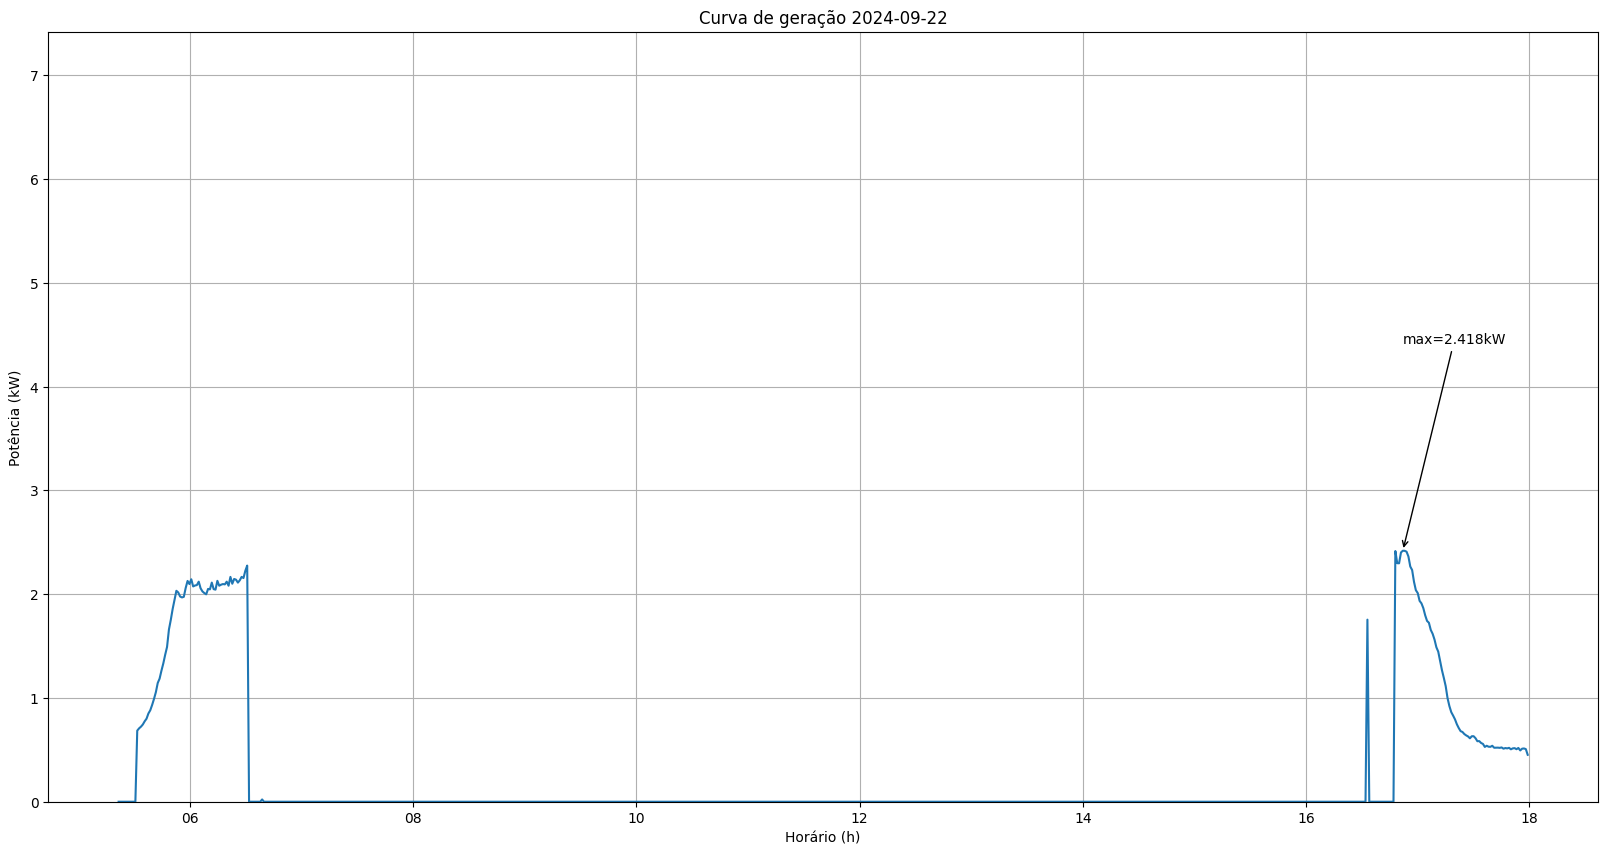 Curva de geração 2024-09-22
7
6
5
4
3
2
1
0
Potência (kW)
max=2.418kW
06 08 10 12 14 16 18
Horário (h)